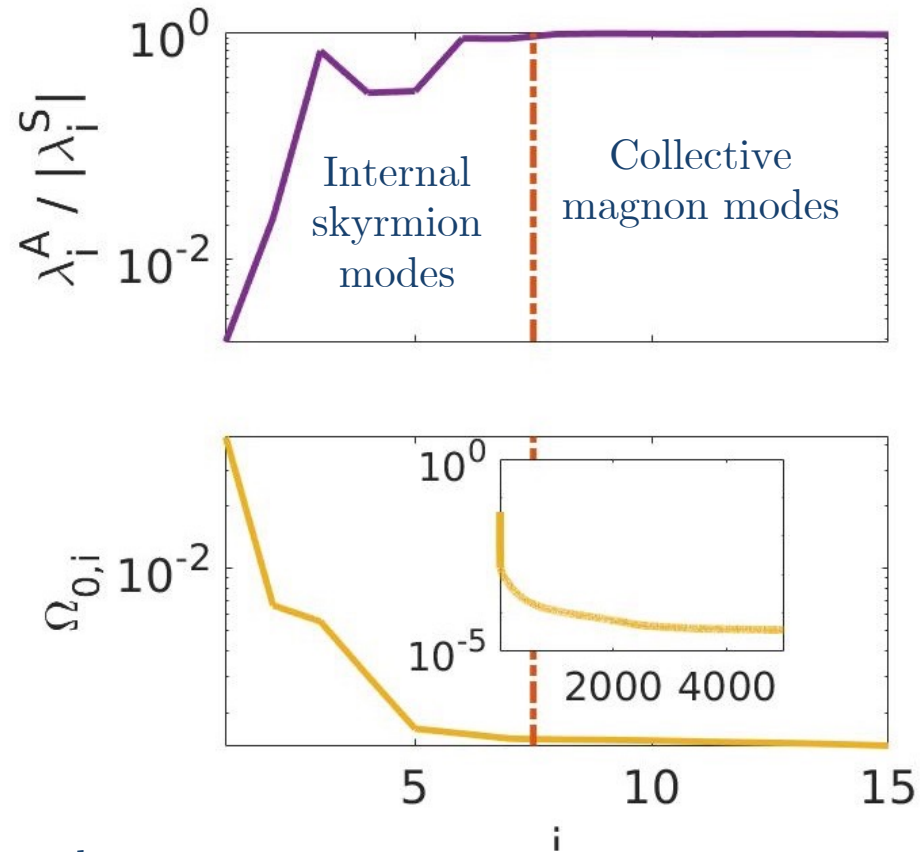 10^0
λ_i^A / |λ_i^S|
10^-2
Internal
skyrmion
modes
Collective
magnon modes
Ω_0,i
10^-2
10^0
10^-5
2000 4000
5 10 15